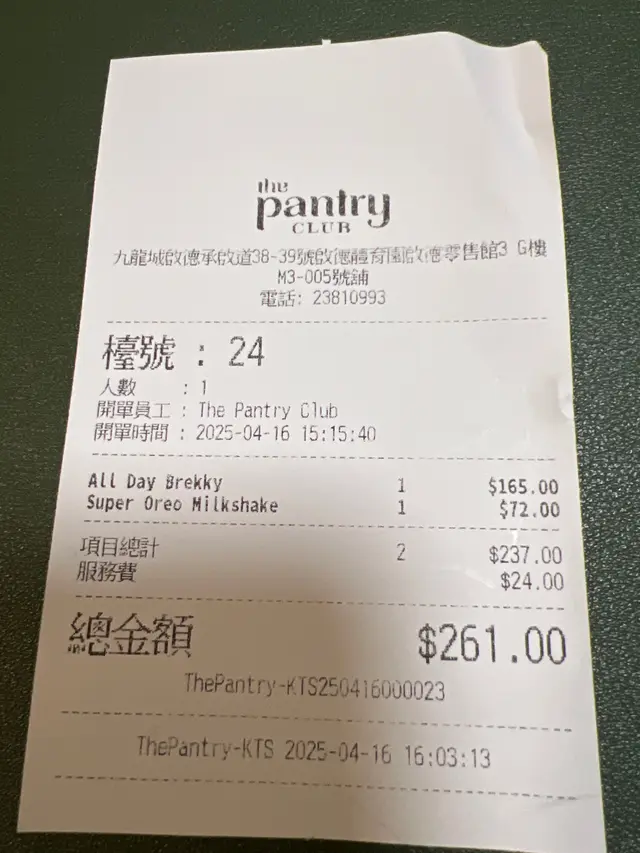 the
pantry
CLUB
九龍城啟德承啟道38-39號啟德體育園啟德零售館3 G樓
M3-005號舖
電話: 23810993
檯號 : 24
人數 : 1
開單員工 : The Pantry Club
開單時間 : 2025-04-16 15:15:40
All Day Brekky 1 $165.00
Super Oreo Milkshake 1 $72.00
項目總計 2 $237.00
服務費 $24.00
總金額 $261.00
ThePantry-KTS250416000023
ThePantry-KTS 2025-04-16 16:03:13